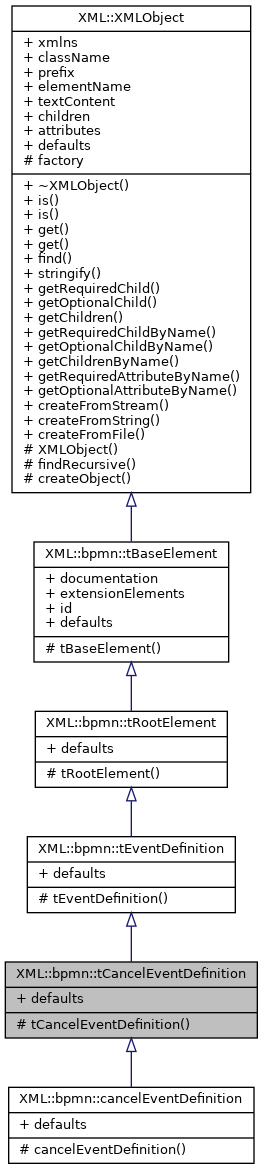 XML::XMLObject
+ xmlns
+ className
+ prefix
+ elementName
+ textContent
+ children
+ attributes
+ defaults
# factory
+ ~XMLObject()
+ is()
+ is()
+ get()
+ get()
+ find()
+ stringify()
+ getRequiredChild()
+ getOptionalChild()
+ getChildren()
+ getRequiredChildByName()
+ getOptionalChildByName()
+ getChildrenByName()
+ getRequiredAttributeByName()
+ getOptionalAttributeByName()
+ createFromStream()
+ createFromString()
+ createFromFile()
# XMLObject()
# findRecursive()
# createObject()
XML::bpmn::tBaseElement
+ documentation
+ extensionElements
+ id
+ defaults
# tBaseElement()
XML::bpmn::tRootElement
+ defaults
# tRootElement()
XML::bpmn::tEventDefinition
+ defaults
# tEventDefinition()
XML::bpmn::tCancelEventDefinition
+ defaults
# tCancelEventDefinition()
XML::bpmn::cancelEventDefinition
+ defaults
# cancelEventDefinition()